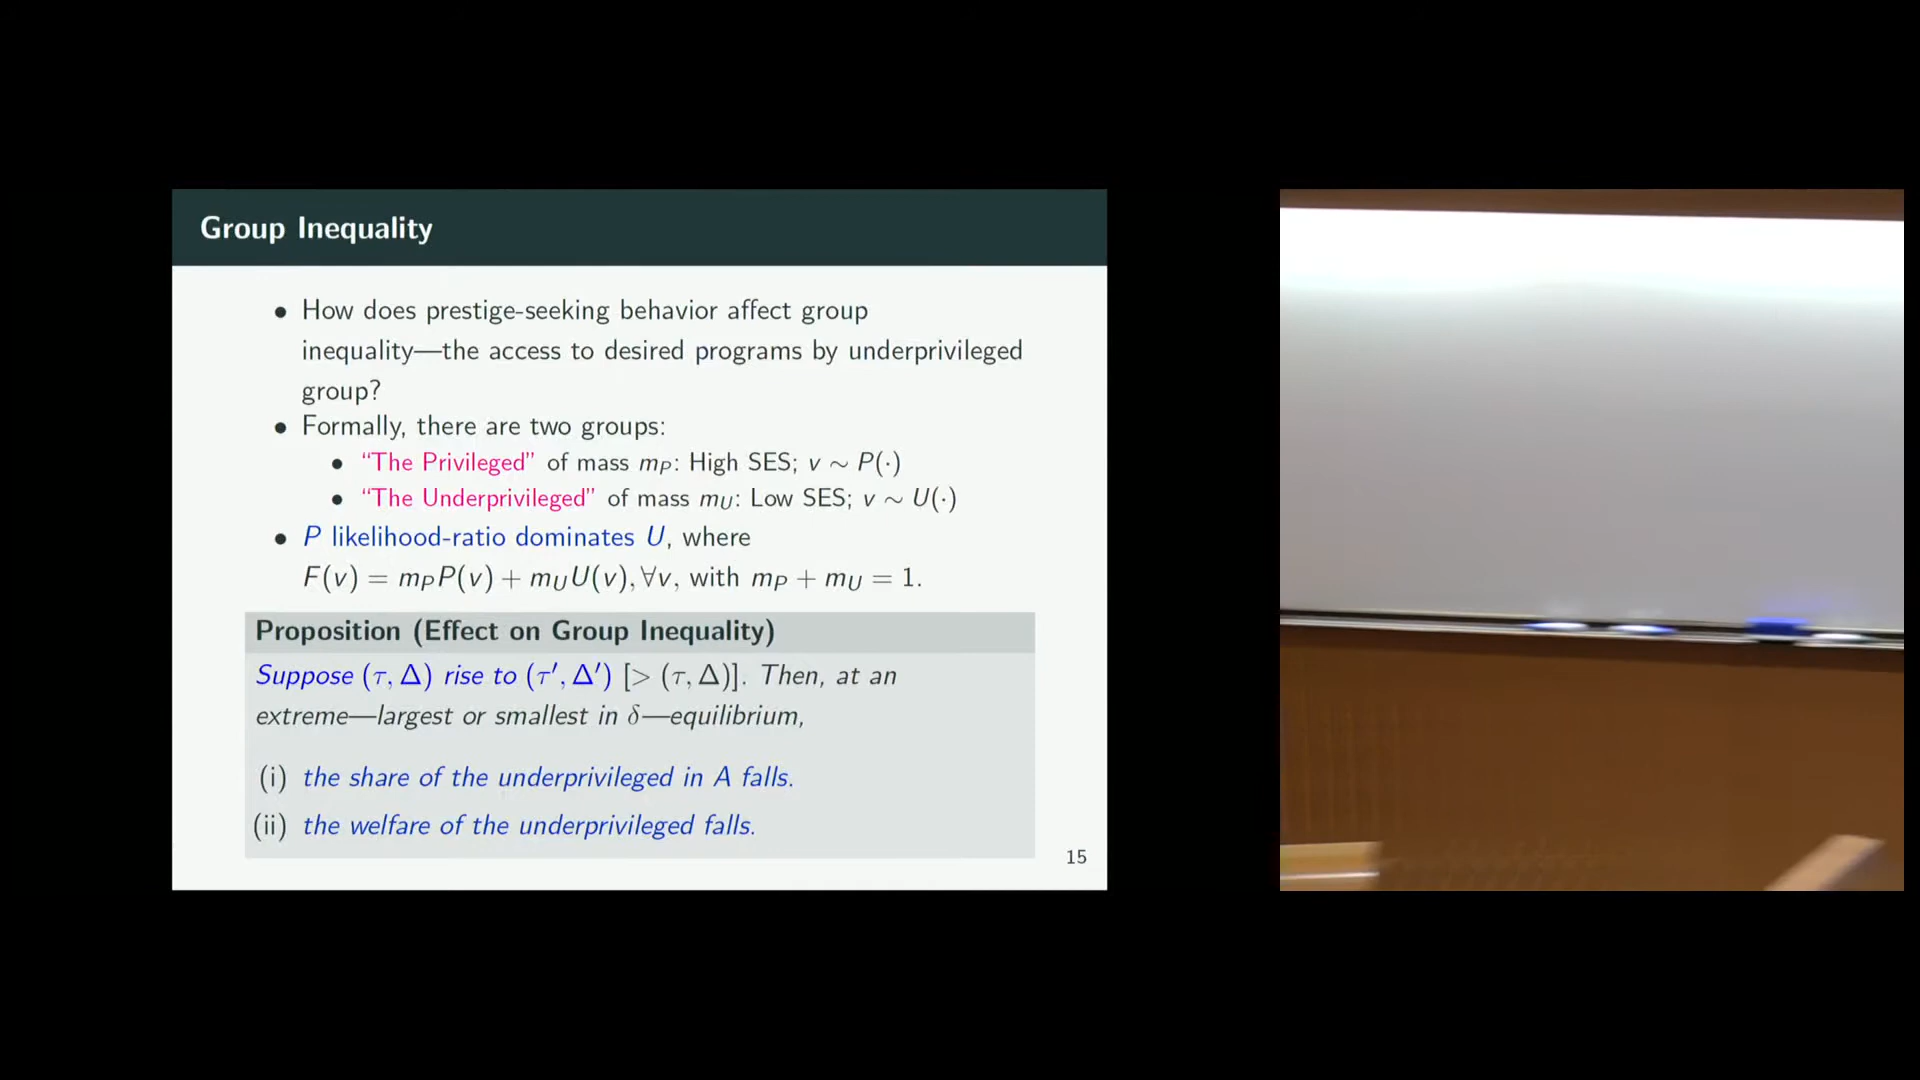 Group Inequality
• How does prestige-seeking behavior affect group
inequality—the access to desired programs by underprivileged
group?
• Formally, there are two groups:
• “The Privileged” of mass m_P: High SES; v ∼ P(·)
• “The Underprivileged” of mass m_U: Low SES; v ∼ U(·)
• P likelihood-ratio dominates U, where
F(v) = m_P P(v) + m_U U(v), ∀v, with m_P + m_U = 1.
Proposition (Effect on Group Inequality)
Suppose (τ, Δ) rise to (τ′, Δ′) [> (τ, Δ)]. Then, at an
extreme—largest or smallest in δ—equilibrium,
(i) the share of the underprivileged in A falls.
(ii) the welfare of the underprivileged falls.
15